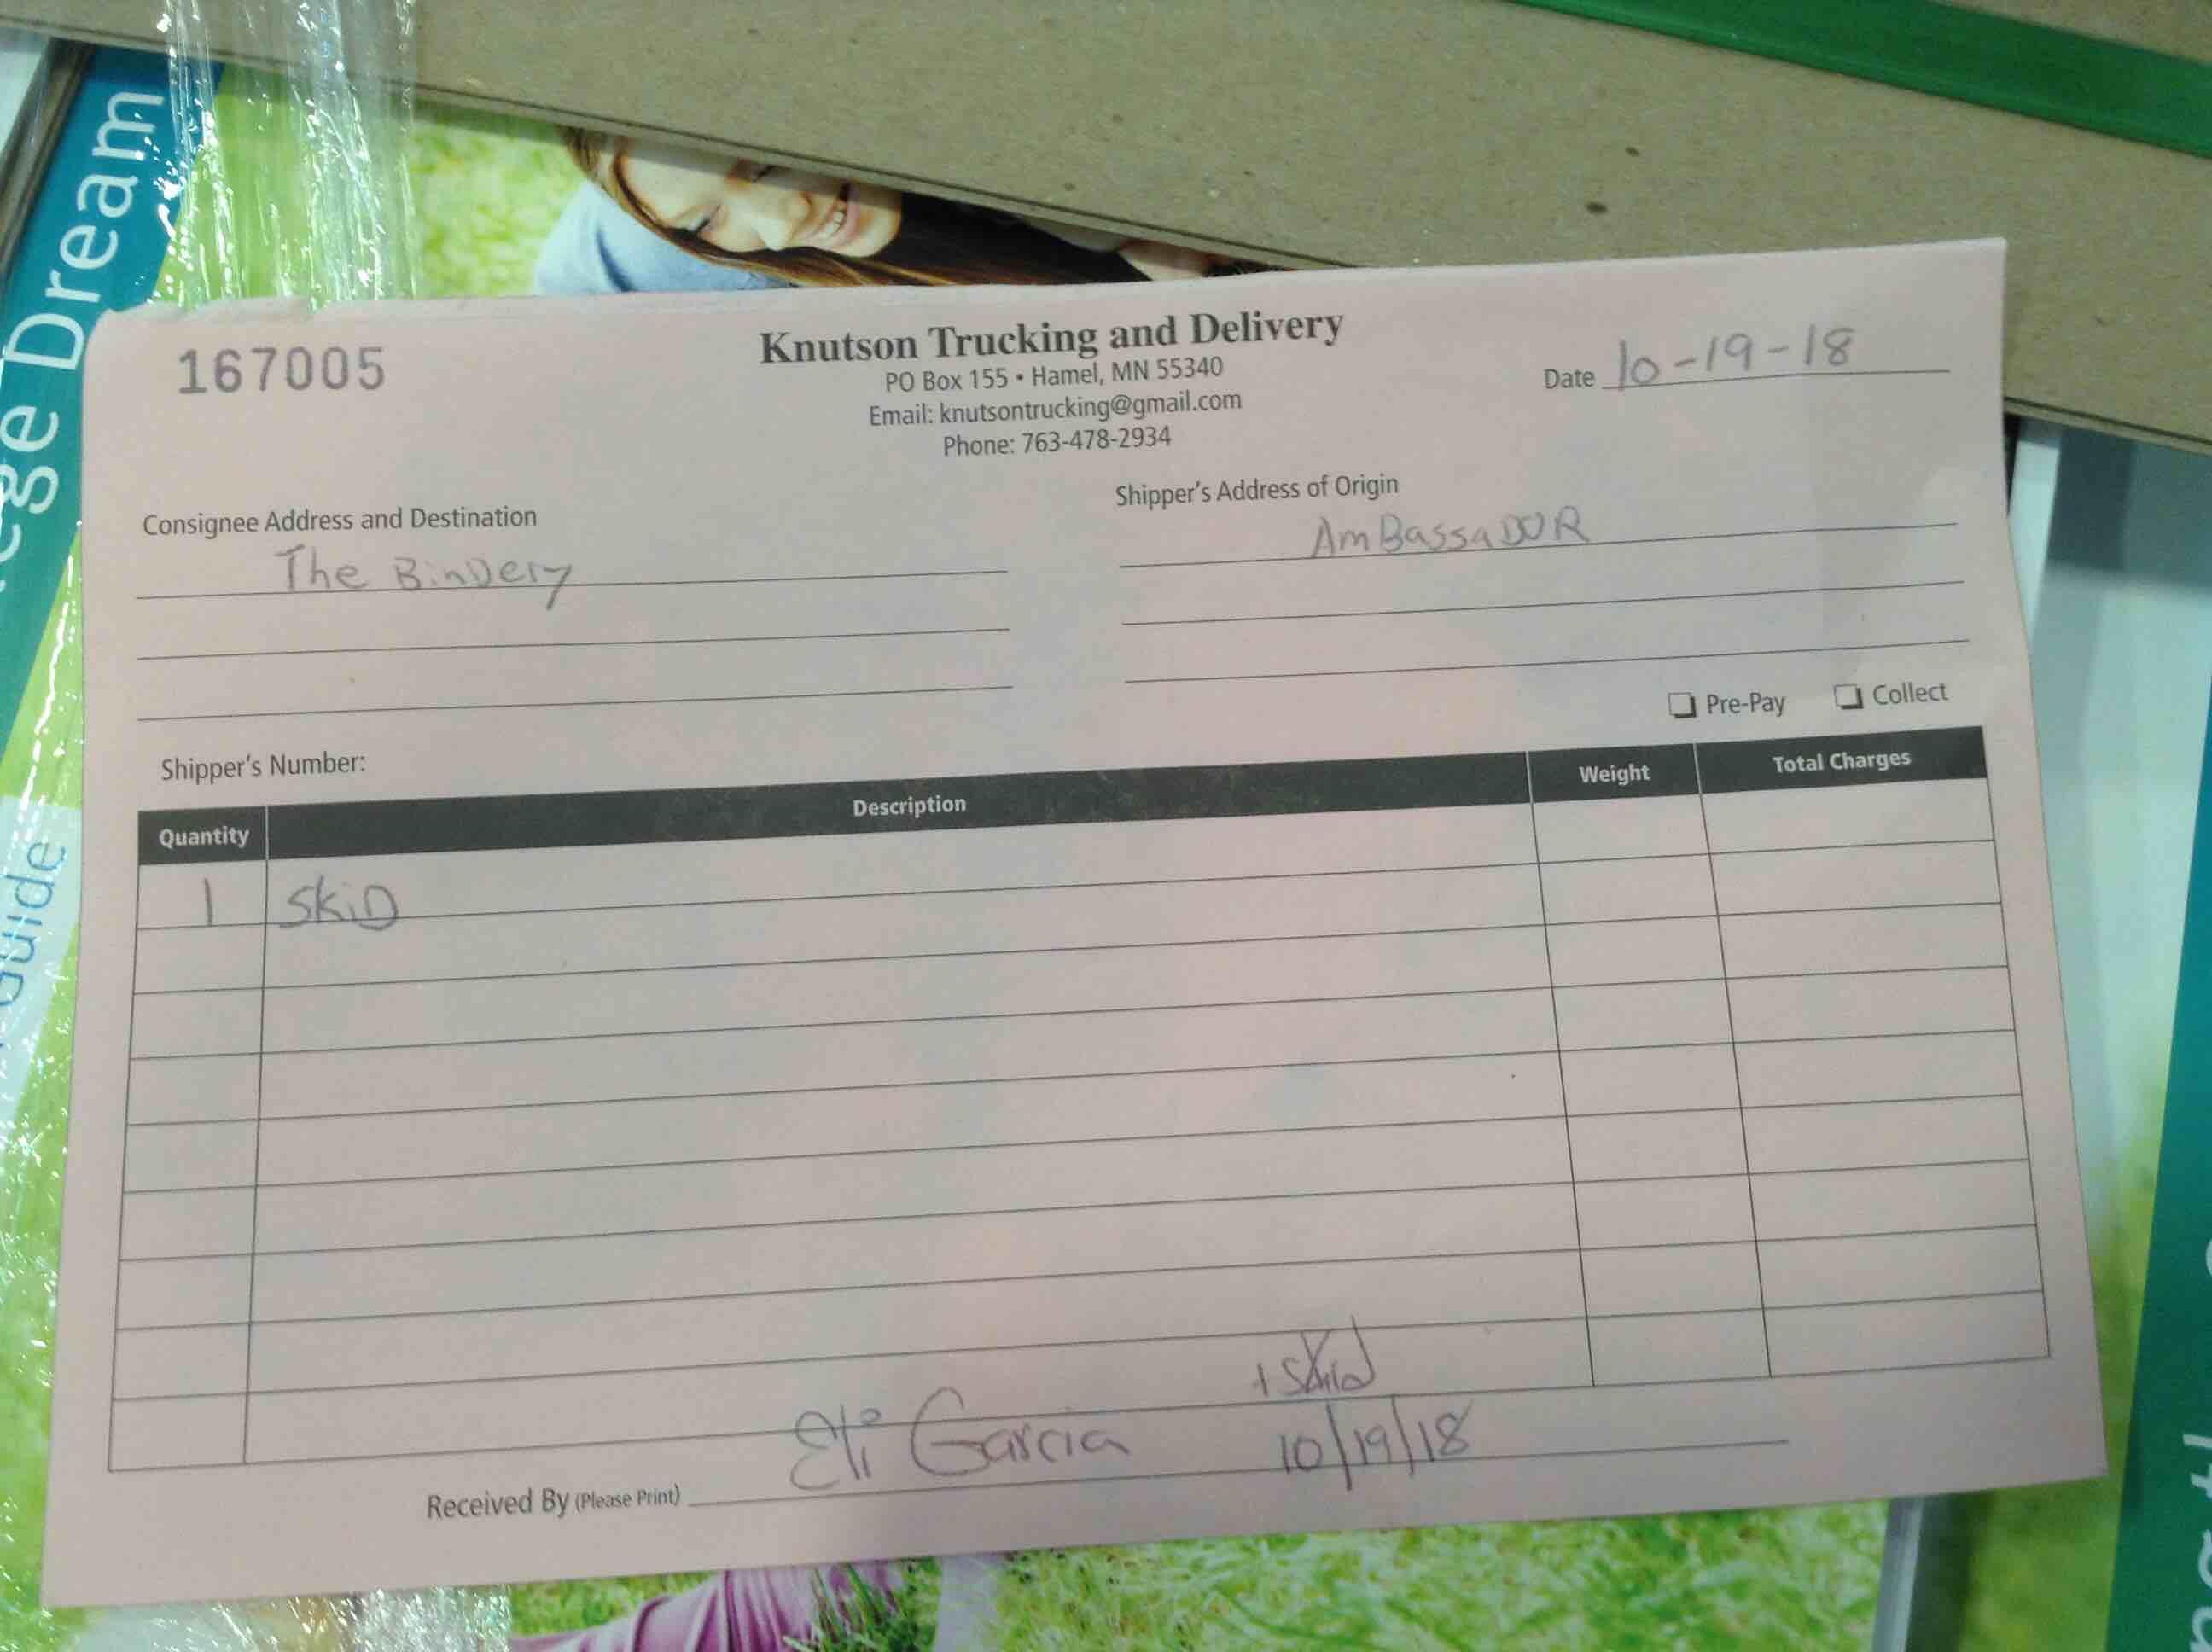 167005
Knutson Trucking and Delivery
PO Box 155 • Hamel, MN 55340
Email: knutsontrucking@gmail.com
Phone: 763-478-2934
Date 10-19-18
Consignee Address and Destination
The BinDery
Shipper's Address of Origin
AmBassaDOR
❏ Pre-Pay ❏ Collect
Shipper's Number:
Quantity Description Weight Total Charges
1 SkiD
1 Skid
Received By (Please Print) Eli Garcia 10/19/18
ege Dream
Guide